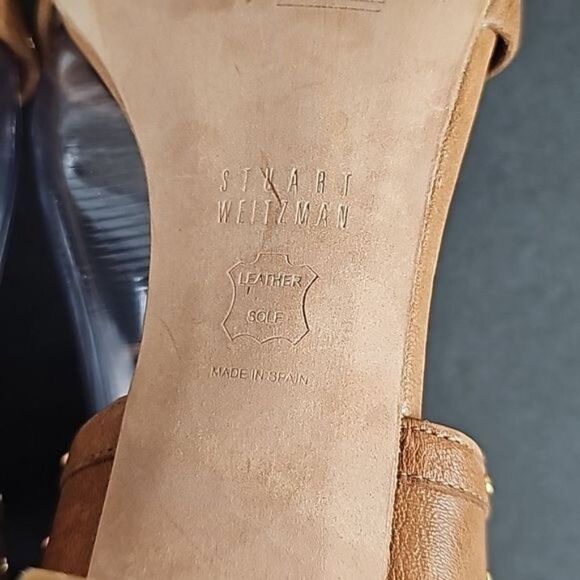 STUART
WEITZMAN
LEATHER
SOLE
MADE IN SPAIN